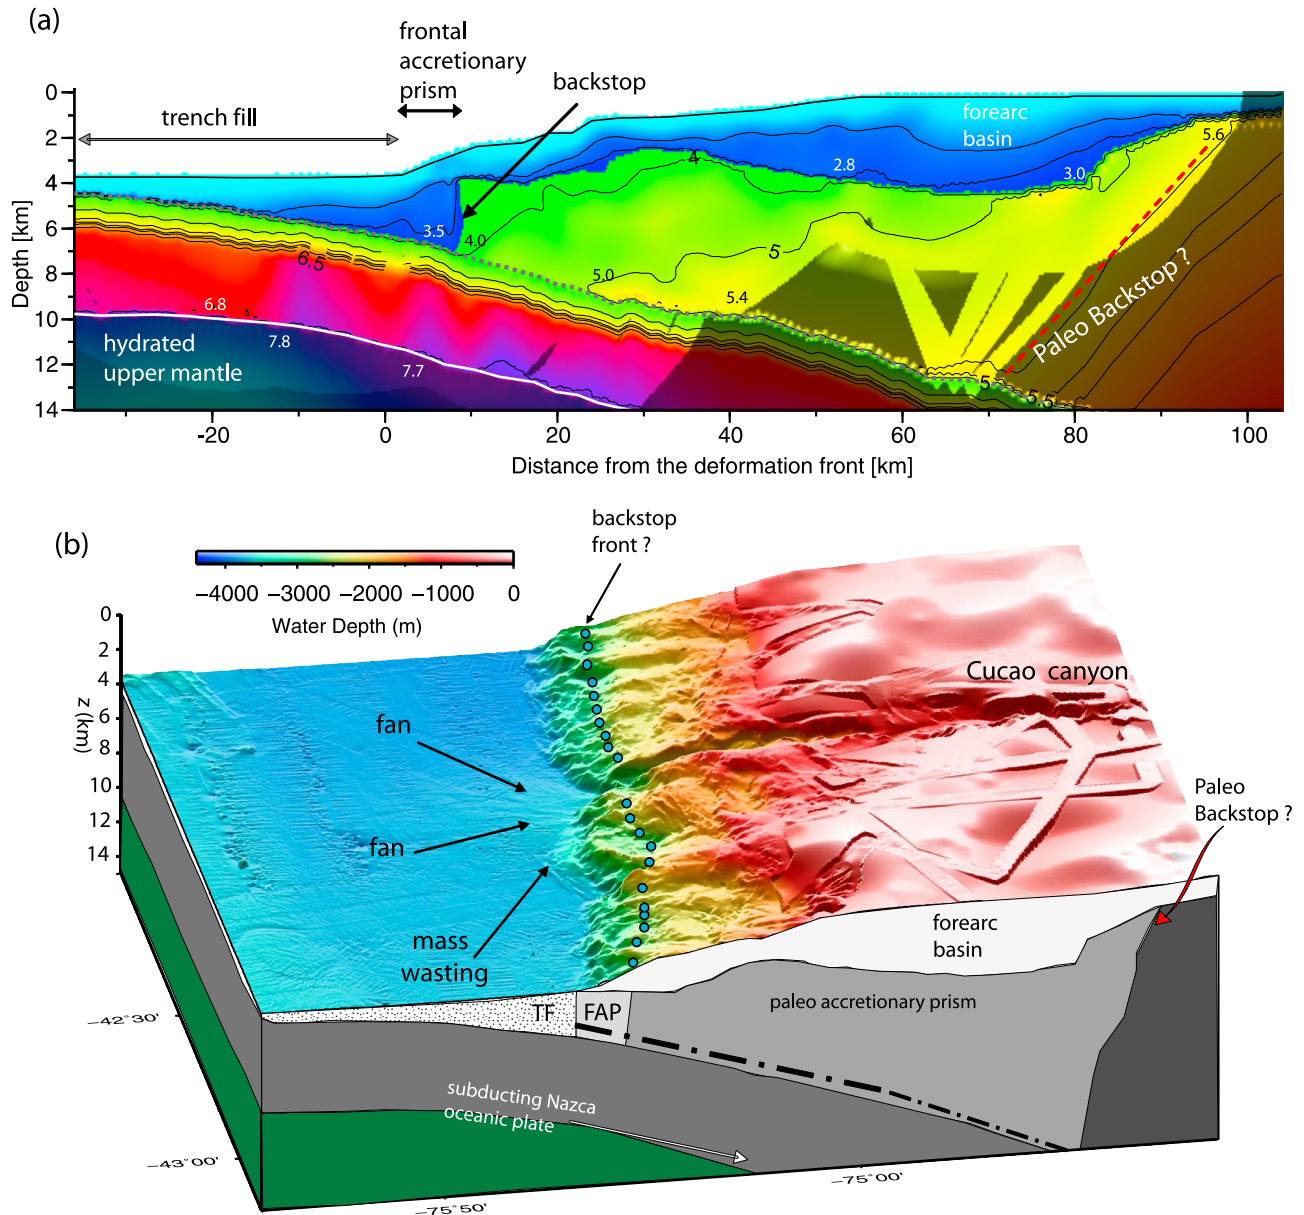 (a)
frontal
accretionary
prism
backstop
trench fill
forearc
basin
0
2
4
6
8
10
12
14
Depth [km]
5.6
4
2.8
3.0
3.5
4.0
5
6.5
5.0
5.4
6.8
7.8
7.7
5
5.5
hydrated
upper mantle
Paleo Backstop ?
-20
0
20
40
60
80
100
Distance from the deformation front [km]
(b)
backstop
front ?
−4000
−3000
−2000
−1000
0
Water Depth (m)
0
2
4
6
8
10
12
14
z (km)
Cucao canyon
fan
fan
mass
wasting
Paleo
Backstop ?
forearc
basin
paleo accretionary prism
TF
FAP
subducting Nazca
oceanic plate
−42°30'
−43°00'
−75°50'
−75°00'